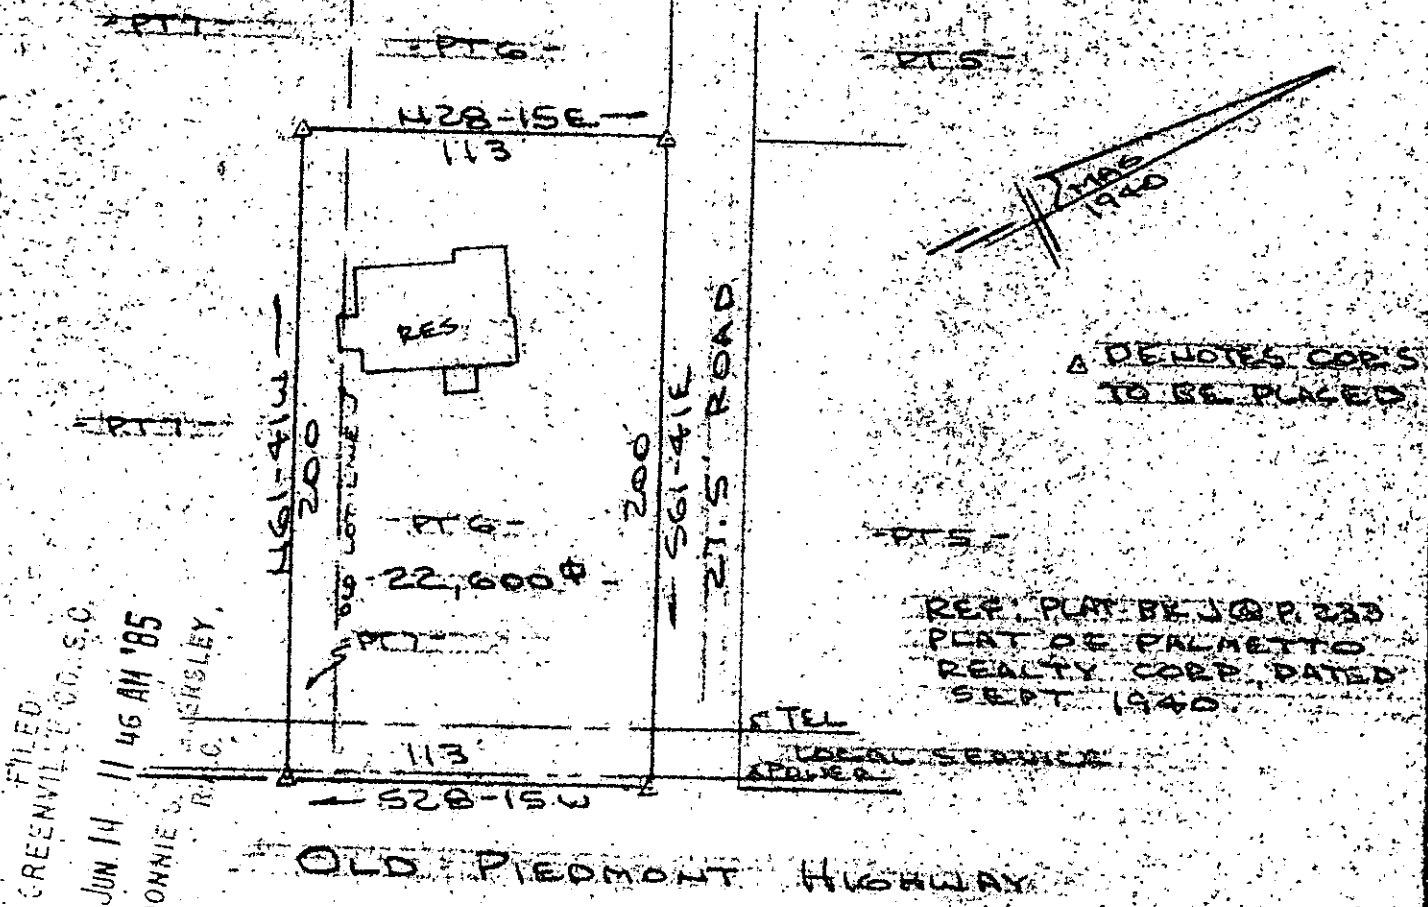 -PT 7-
-PT 6-
-PT 5-
N28-15E
113
MAG
1940
RES
N61-41W
200
OLD LOT LINE
200
S61-41E
27.5' ROAD
△ DENOTES COR'S
TO BE PLACED
-PT 7-
-PT 6-
22,600
-PT 7-
-PT 5-
REF. PLAT BK J @ P. 233
PLAT OF PALMETTO
REALTY CORP., DATED
SEPT 1940.
TEL
LOCAL SERVICE
POWER
113
S28-15W
OLD PIEDMONT HIGHWAY
FILED
GREENVILLE CO. S.C.
JUN 14 11 46 AM '85
R.M.C.